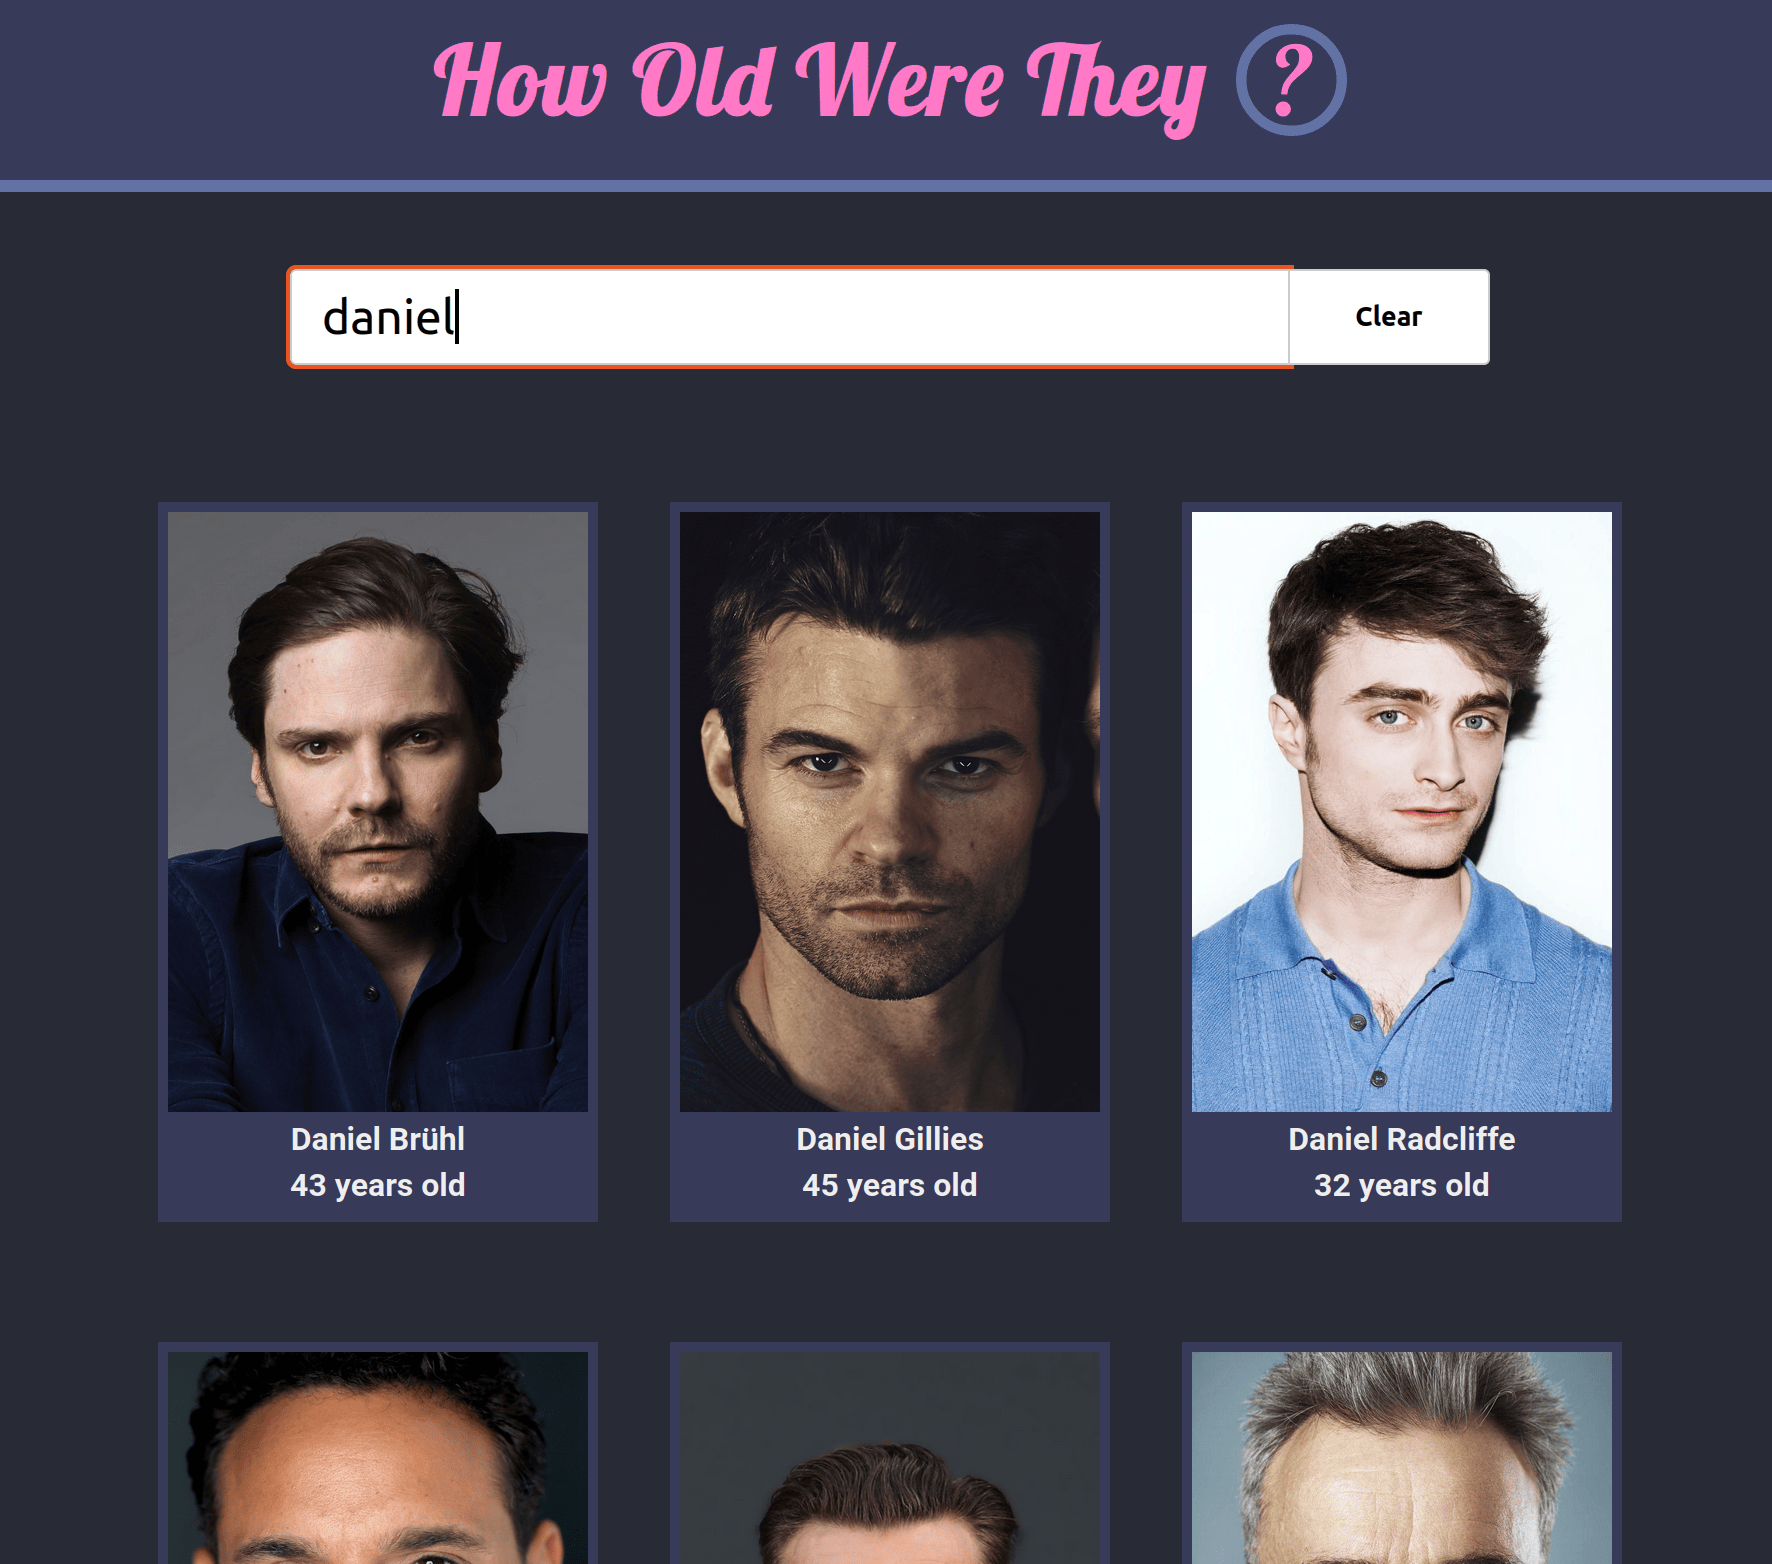 How Old Were They ?
daniel
Clear
Daniel Brühl
43 years old
Daniel Gillies
45 years old
Daniel Radcliffe
32 years old